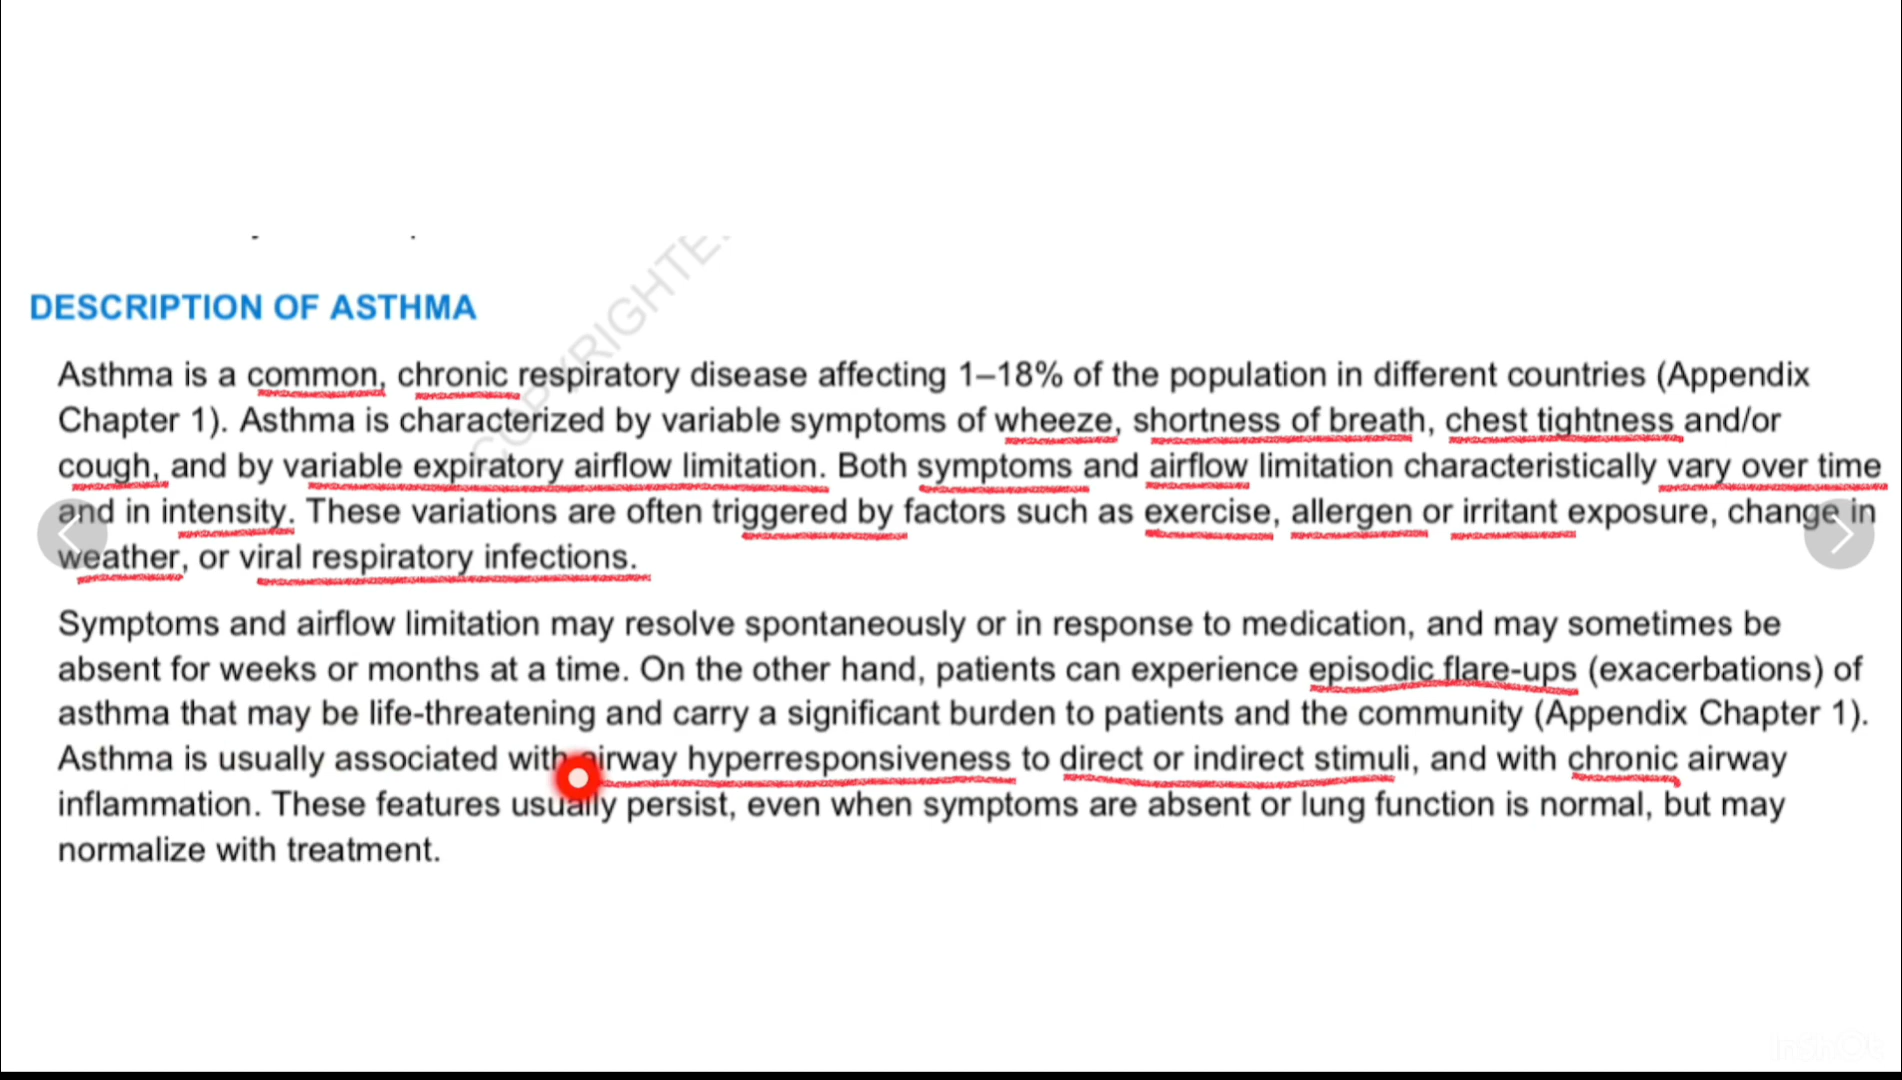 DESCRIPTION OF ASTHMA
Asthma is a common, chronic respiratory disease affecting 1–18% of the population in different countries (Appendix
Chapter 1). Asthma is characterized by variable symptoms of wheeze, shortness of breath, chest tightness and/or
cough, and by variable expiratory airflow limitation. Both symptoms and airflow limitation characteristically vary over time
and in intensity. These variations are often triggered by factors such as exercise, allergen or irritant exposure, change in
weather, or viral respiratory infections.
Symptoms and airflow limitation may resolve spontaneously or in response to medication, and may sometimes be
absent for weeks or months at a time. On the other hand, patients can experience episodic flare-ups (exacerbations) of
asthma that may be life-threatening and carry a significant burden to patients and the community (Appendix Chapter 1).
Asthma is usually associated with airway hyperresponsiveness to direct or indirect stimuli, and with chronic airway
inflammation. These features usually persist, even when symptoms are absent or lung function is normal, but may
normalize with treatment.